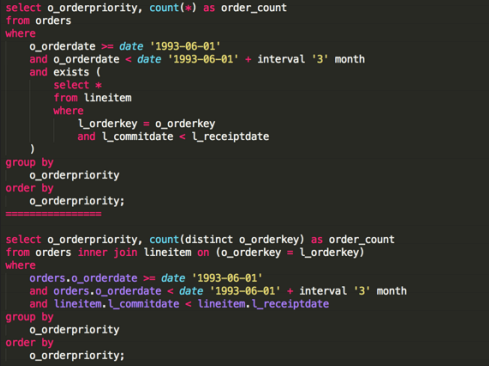 select o_orderpriority, count(*) as order_count
from orders
where
    o_orderdate >= date '1993-06-01'
    and o_orderdate < date '1993-06-01' + interval '3' month
    and exists (
        select *
        from lineitem
        where
            l_orderkey = o_orderkey
            and l_commitdate < l_receiptdate
    )
group by
    o_orderpriority
order by
    o_orderpriority;
================
select o_orderpriority, count(distinct o_orderkey) as order_count
from orders inner join lineitem on (o_orderkey = l_orderkey)
where
    orders.o_orderdate >= date '1993-06-01'
    and orders.o_orderdate < date '1993-06-01' + interval '3' month
    and lineitem.l_commitdate < lineitem.l_receiptdate
group by
    o_orderpriority
order by
    o_orderpriority;